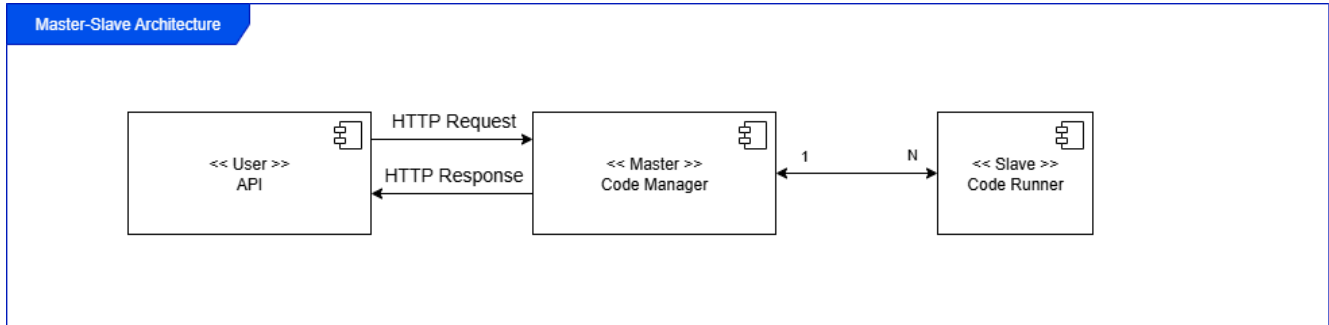 Master-Slave Architecture
HTTP Request
<< User >>
API
HTTP Response
<< Master >>
Code Manager
1
N
<< Slave >>
Code Runner